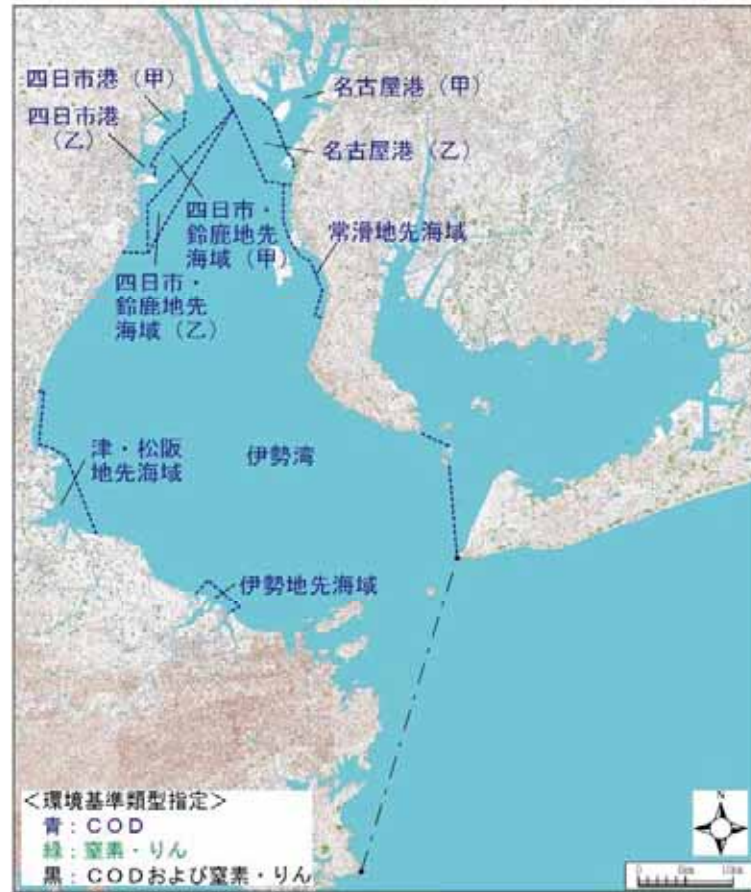 四日市港（甲）
四日市港
（乙）
名古屋港（甲）
名古屋港（乙）
四日市・
鈴鹿地先
海域（甲）
常滑地先海域
四日市・
鈴鹿地先
海域（乙）
津・松阪
地先海域
伊勢湾
伊勢地先海域
＜環境基準類型指定＞
青：ＣＯＤ
緑：窒素・りん
黒：ＣＯＤおよび窒素・りん
N
0